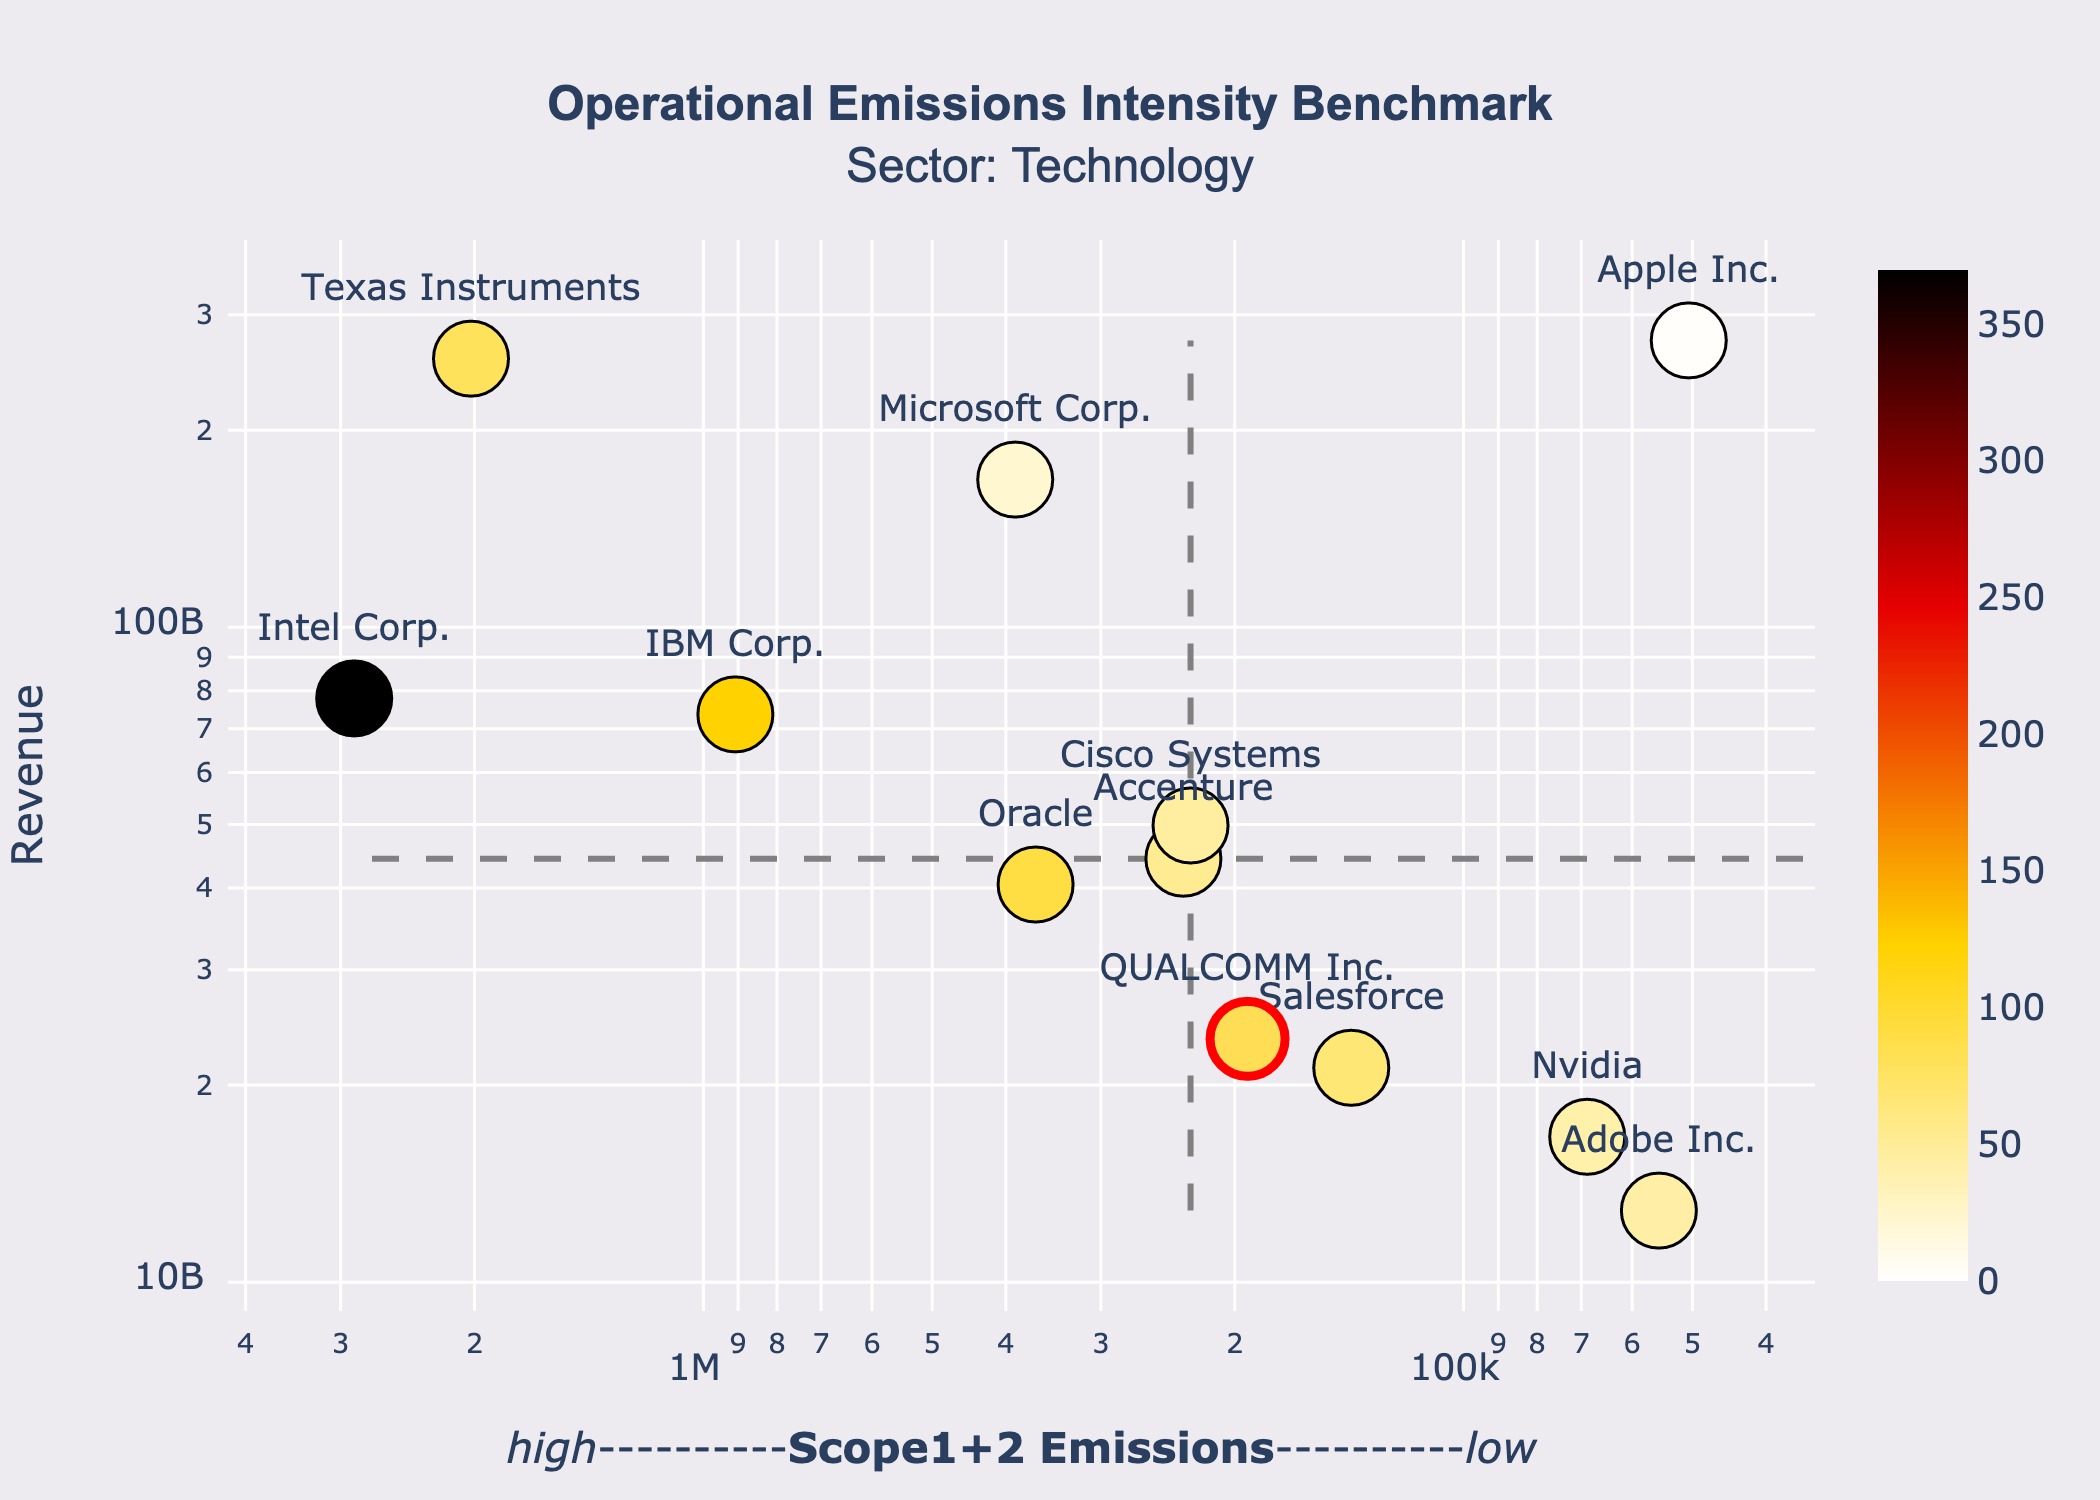 Operational Emissions Intensity Benchmark
Sector: Technology
Apple Inc.
Texas Instruments
Microsoft Corp.
Intel Corp.
IBM Corp.
Cisco Systems
Accenture
Oracle
QUALCOMM Inc.
Salesforce
Nvidia
Adobe Inc.
Revenue
3
2
100B
9
8
7
6
5
4
3
2
10B
4 3 2 9 8 7 6 5 4 3 2 9 8 7 6 5 4
1M 100k
high----------Scope1+2 Emissions----------low
350
300
250
200
150
100
50
0